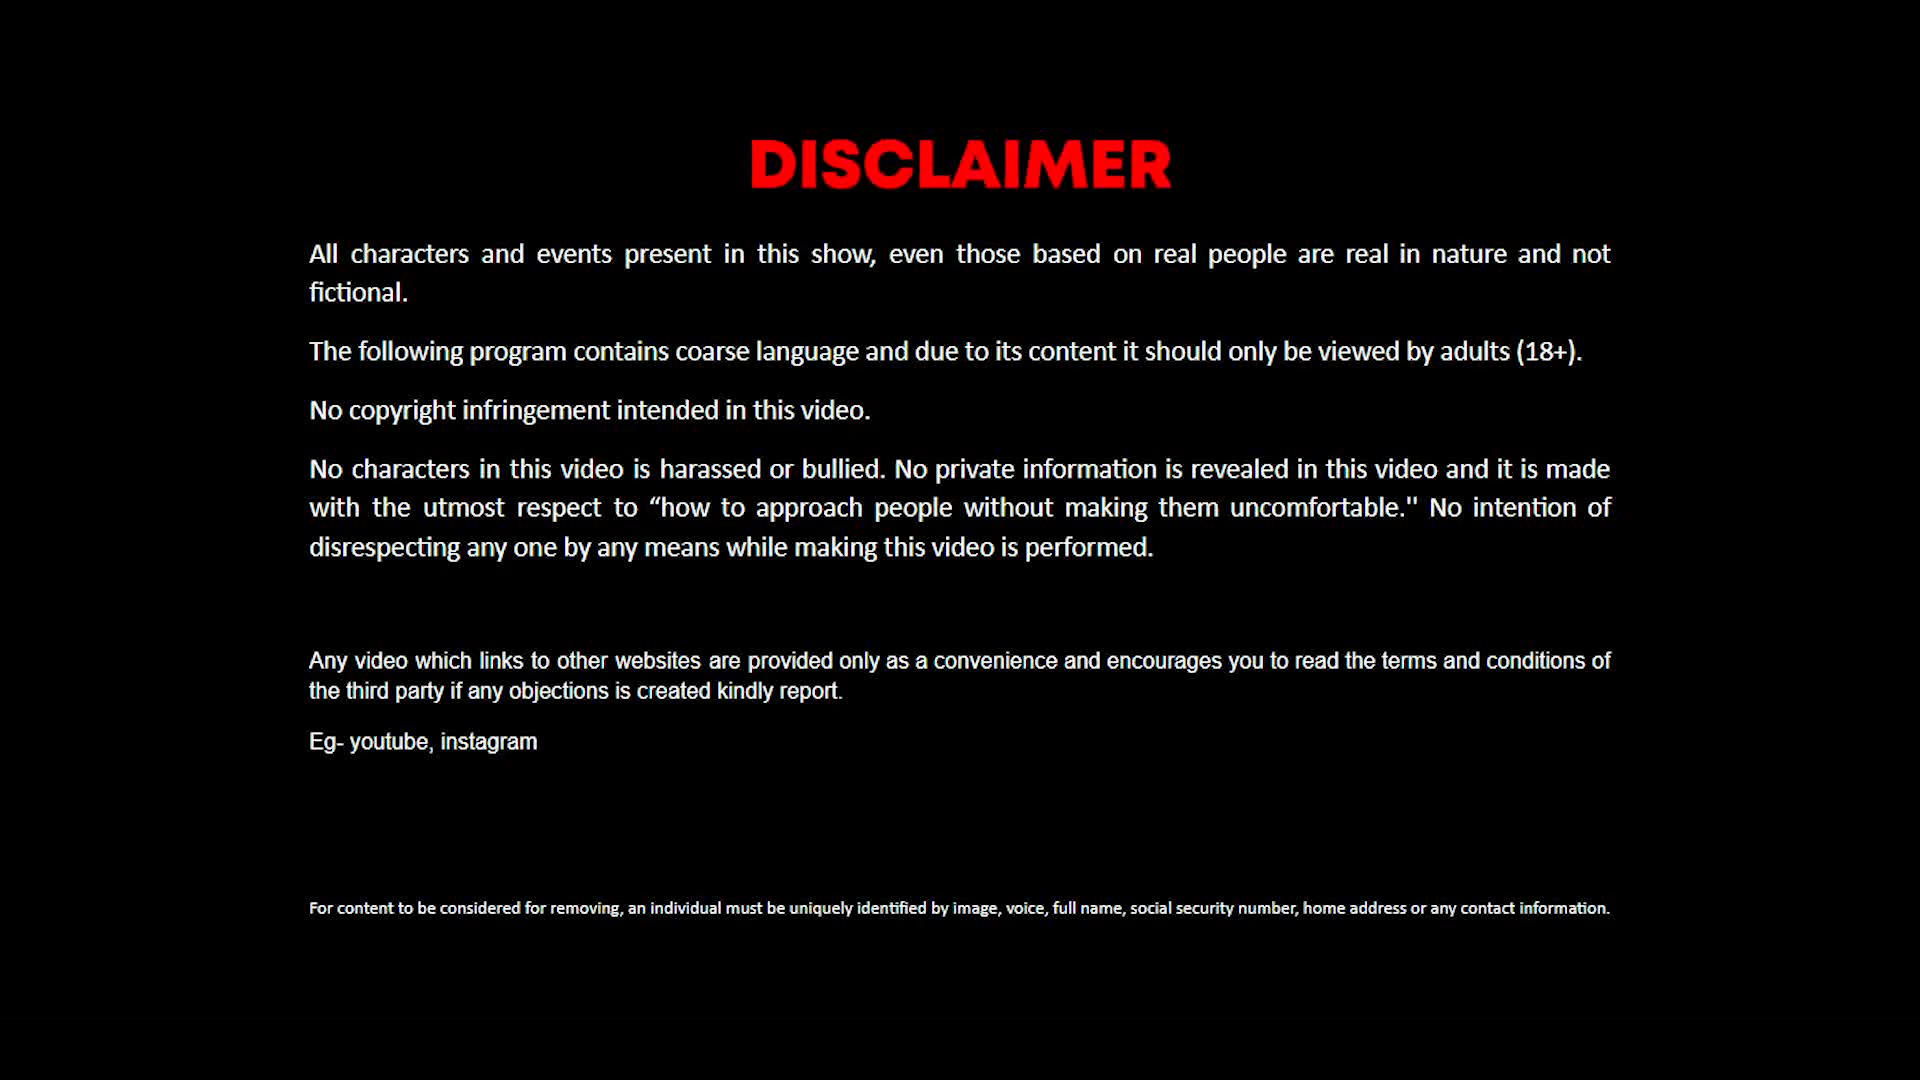 DISCLAIMER
All characters and events present in this show, even those based on real people are real in nature and not
fictional.
The following program contains coarse language and due to its content it should only be viewed by adults (18+).
No copyright infringement intended in this video.
No characters in this video is harassed or bullied. No private information is revealed in this video and it is made
with the utmost respect to “how to approach people without making them uncomfortable." No intention of
disrespecting any one by any means while making this video is performed.
Any video which links to other websites are provided only as a convenience and encourages you to read the terms and conditions of
the third party if any objections is created kindly report.
Eg- youtube, instagram
For content to be considered for removing, an individual must be uniquely identified by image, voice, full name, social security number, home address or any contact information.